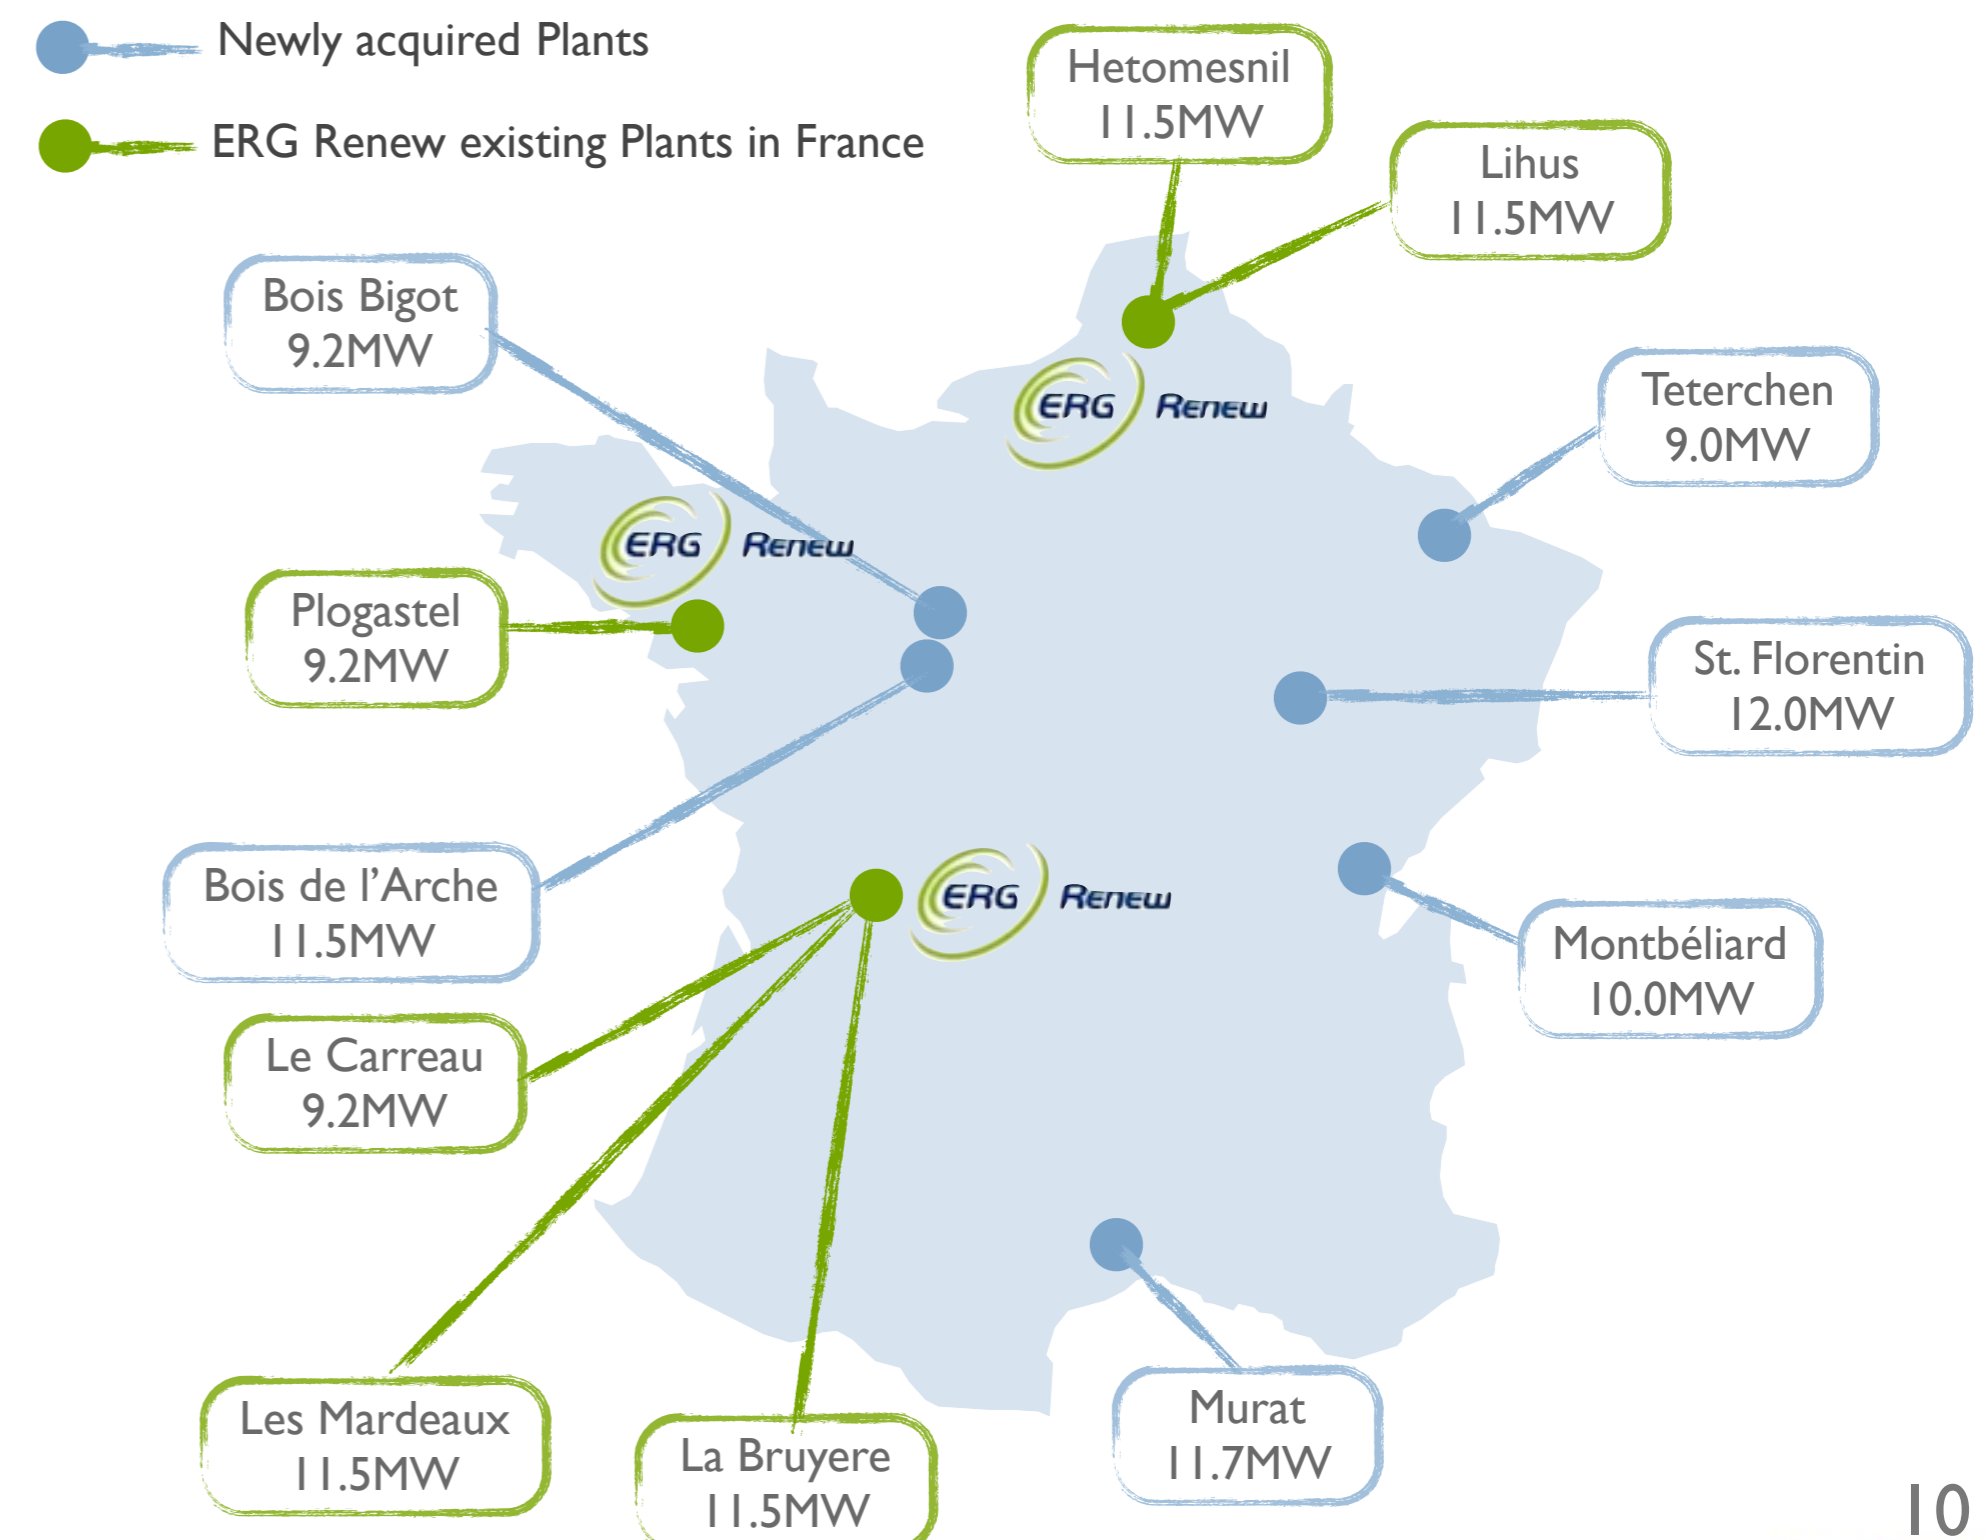 Newly acquired Plants
ERG Renew existing Plants in France
Hetomesnil
11.5MW
Lihus
11.5MW
Bois Bigot
9.2MW
Teterchen
9.0MW
ERG Renew
ERG Renew
Plogastel
9.2MW
St. Florentin
12.0MW
Bois de l’Arche
11.5MW
ERG Renew
Montbéliard
10.0MW
Le Carreau
9.2MW
Les Mardeaux
11.5MW
La Bruyere
11.5MW
Murat
11.7MW
10